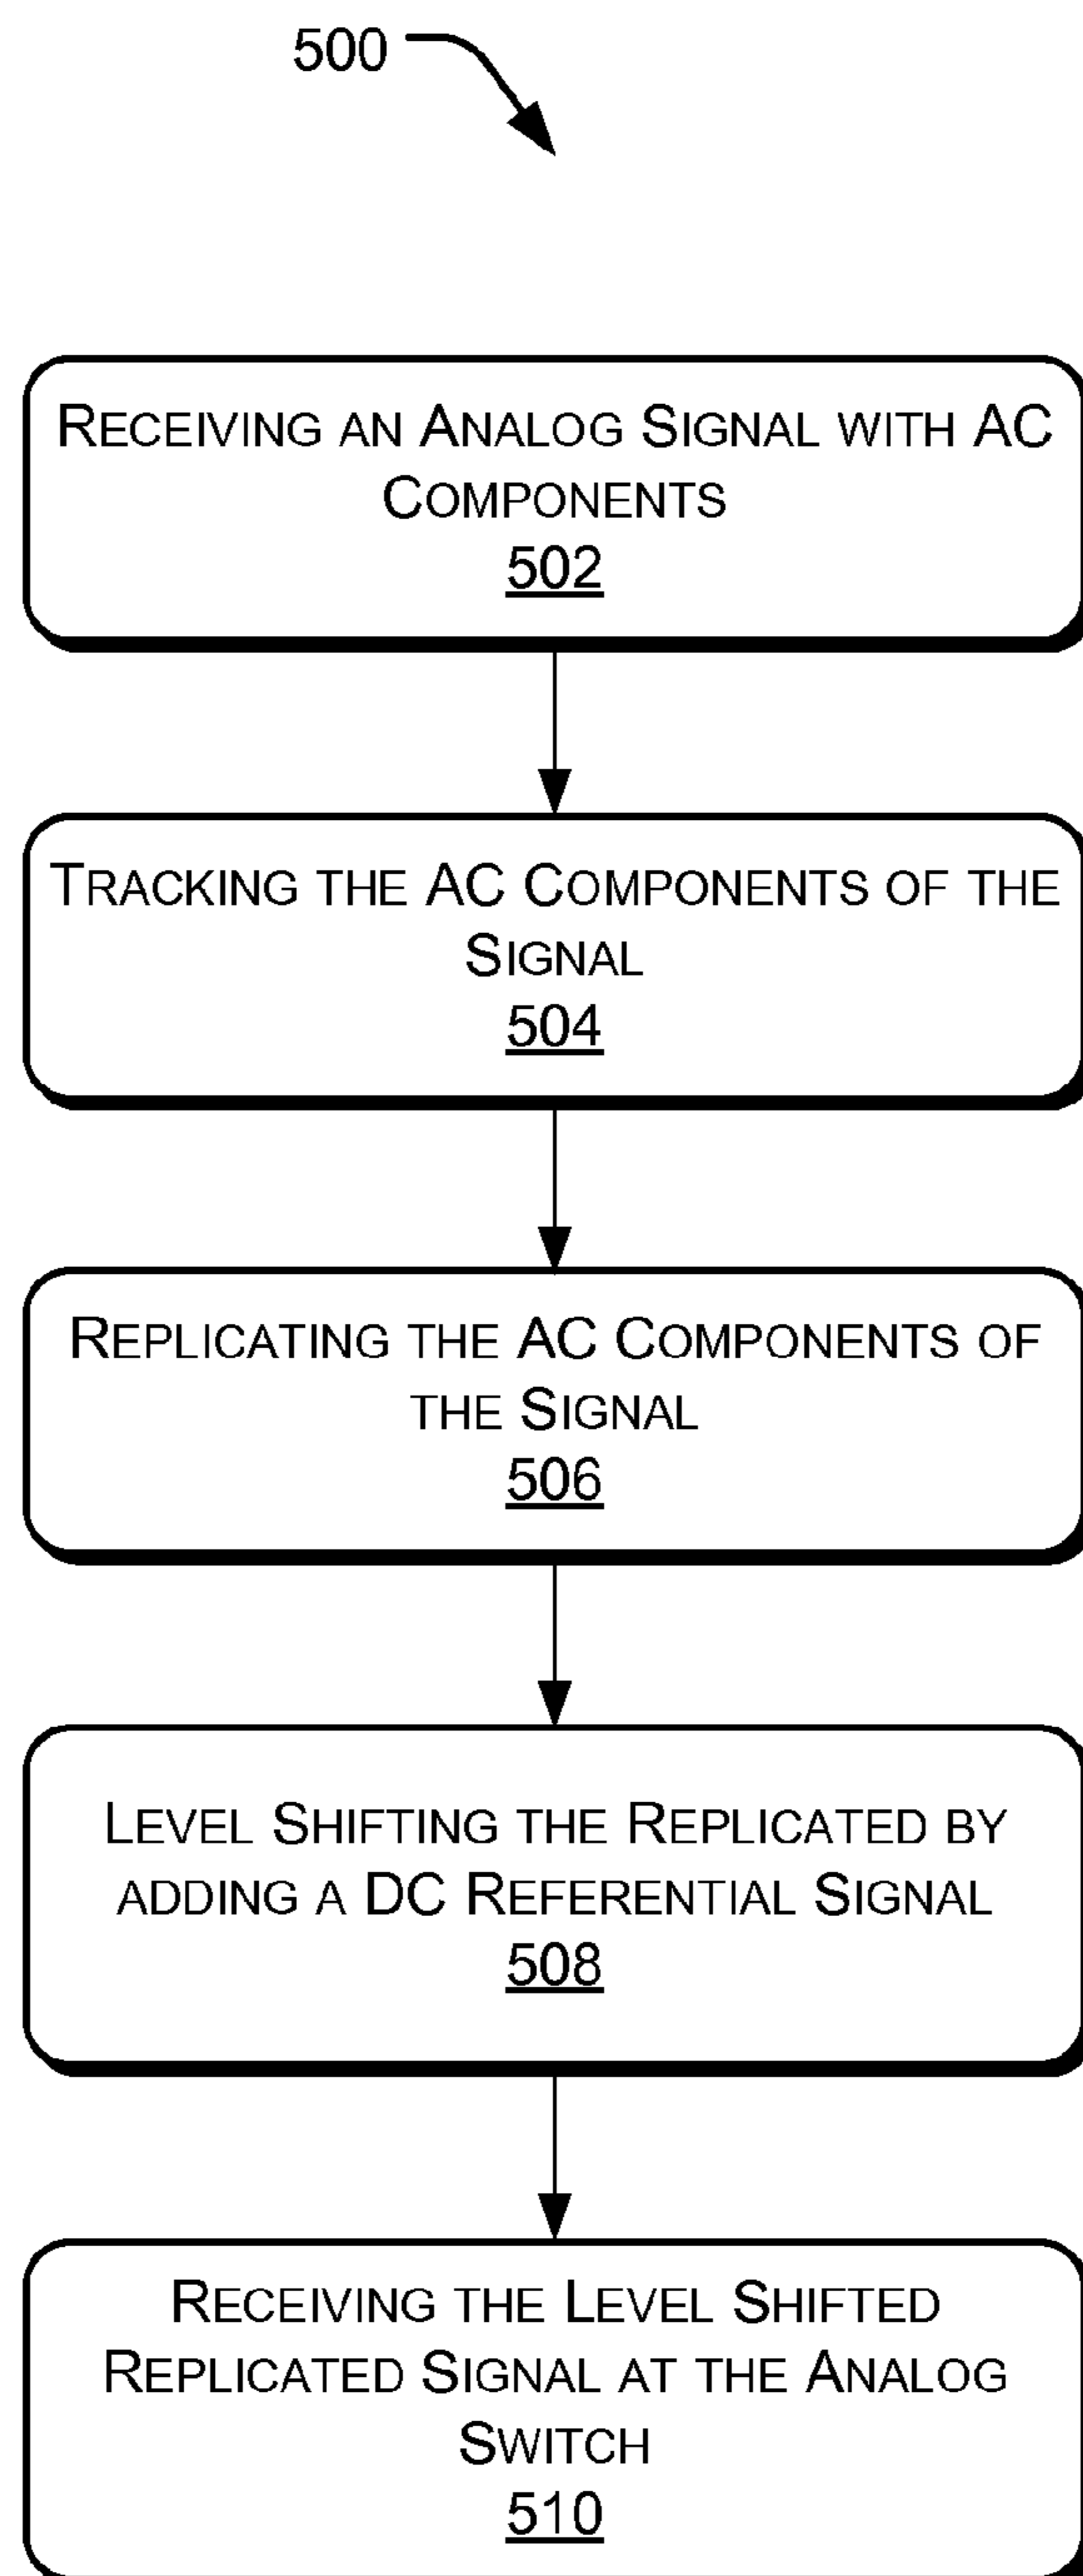 500
RECEIVING AN ANALOG SIGNAL WITH AC
COMPONENTS
502
TRACKING THE AC COMPONENTS OF THE
SIGNAL
504
REPLICATING THE AC COMPONENTS OF
THE SIGNAL
506
LEVEL SHIFTING THE REPLICATED BY
ADDING A DC REFERENTIAL SIGNAL
508
RECEIVING THE LEVEL SHIFTED
REPLICATED SIGNAL AT THE ANALOG
SWITCH
510